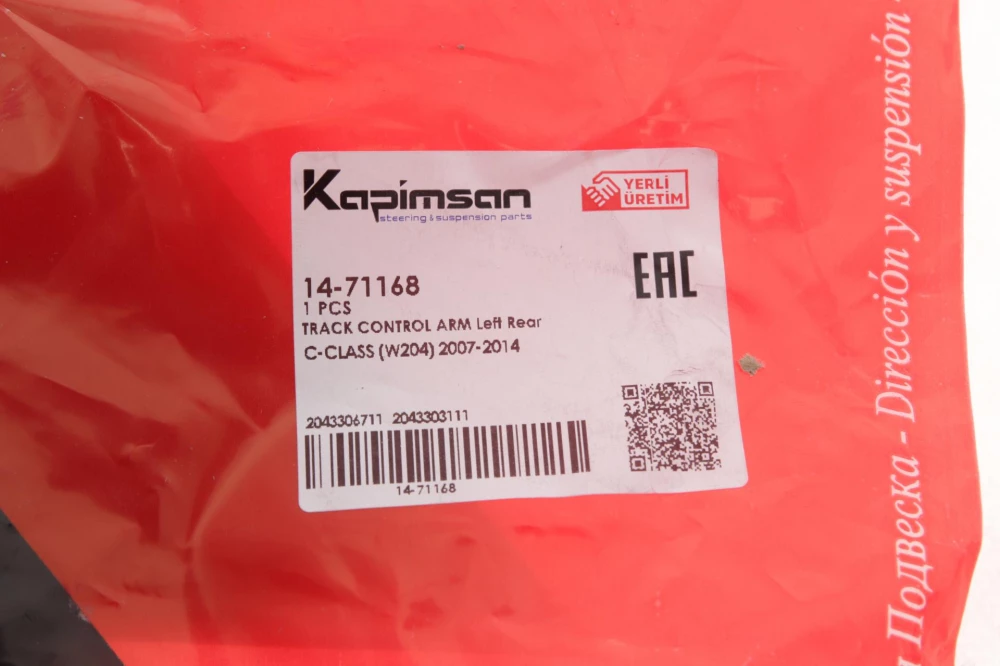 Kapimsan
steering & suspension parts
YERLİ
ÜRETİM
EAC
14-71168
1 PCS
TRACK CONTROL ARM Left Rear
C-CLASS (W204) 2007-2014
2043306711 2043303111
14-71168
Подвеска - Dirección y suspensión -